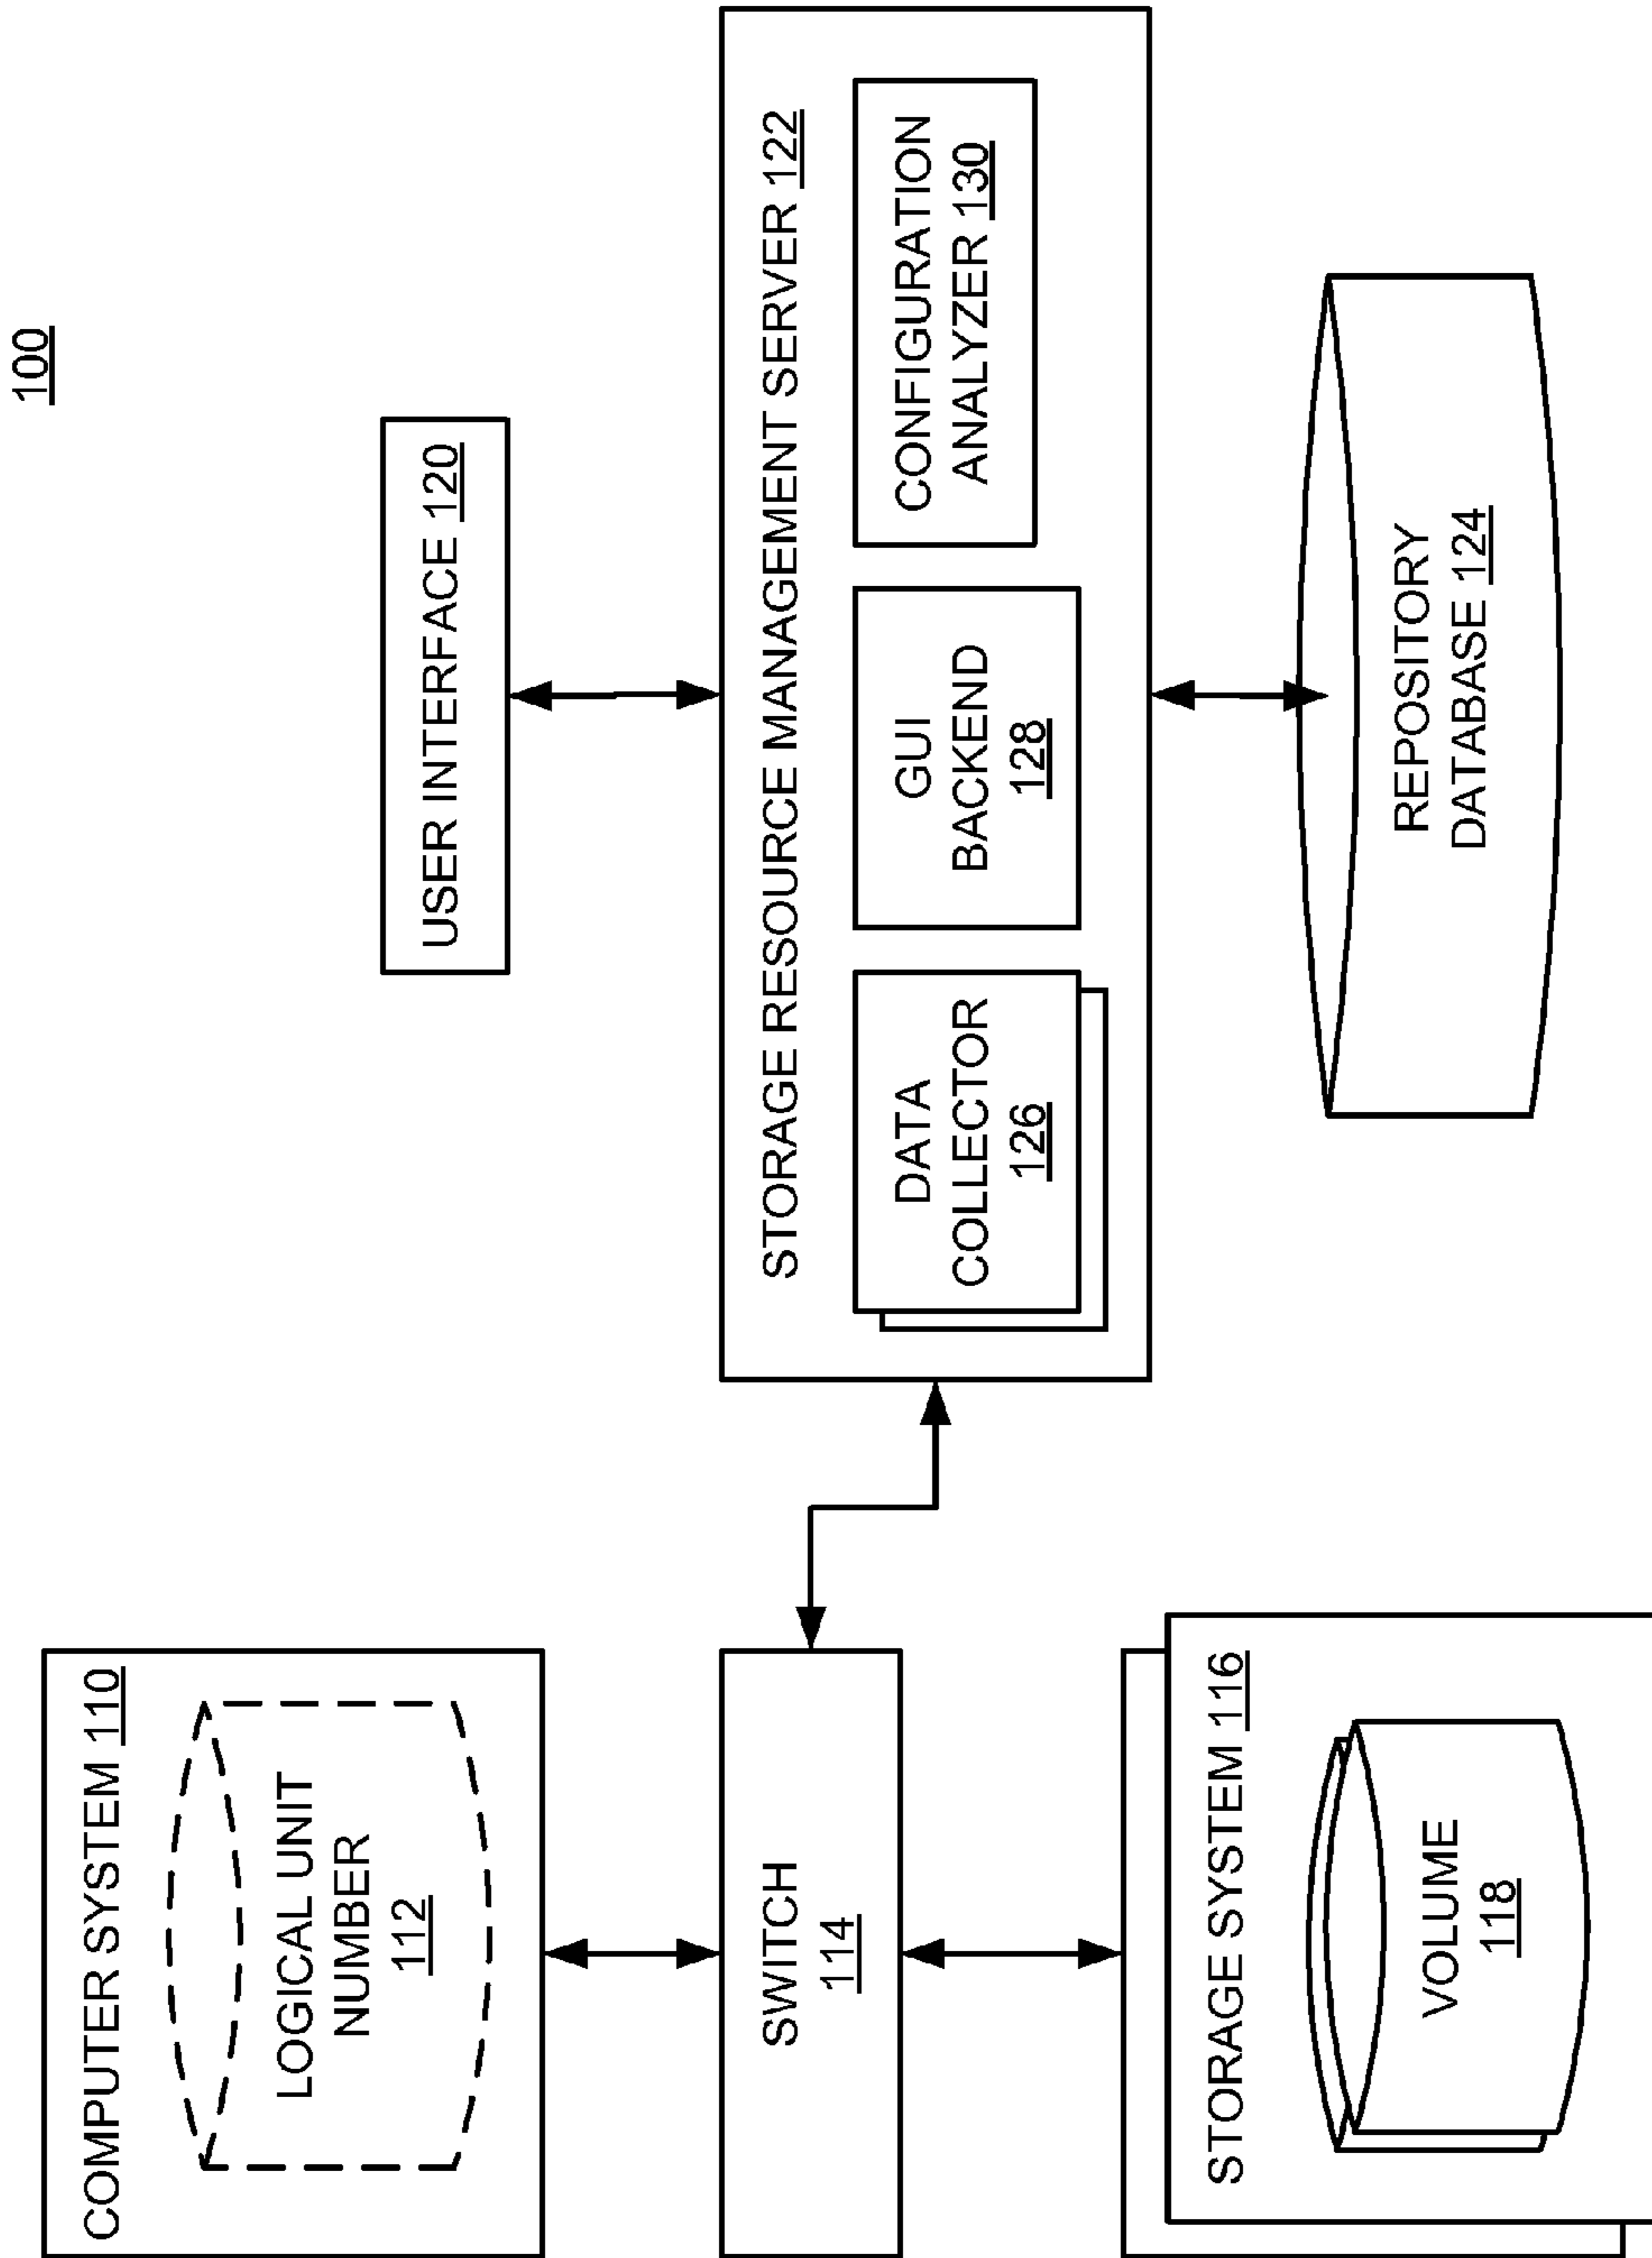 100
COMPUTER SYSTEM 110
LOGICAL UNIT
NUMBER
112
SWITCH
114
STORAGE SYSTEM 116
VOLUME
118
USER INTERFACE 120
STORAGE RESOURCE MANAGEMENT SERVER 122
DATA
COLLECTOR
126
GUI
BACKEND
128
CONFIGURATION
ANALYZER 130
REPOSITORY
DATABASE 124